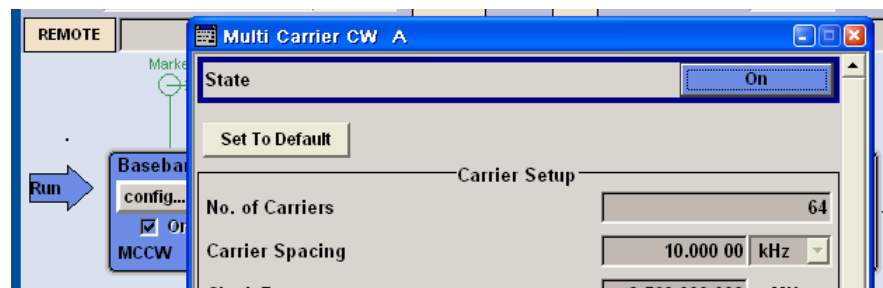 REMOTE
Multi Carrier CW A
State
On
Set To Default
Run
config...
MCCW
Carrier Setup
No. of Carriers
64
Carrier Spacing
10.000 00 kHz